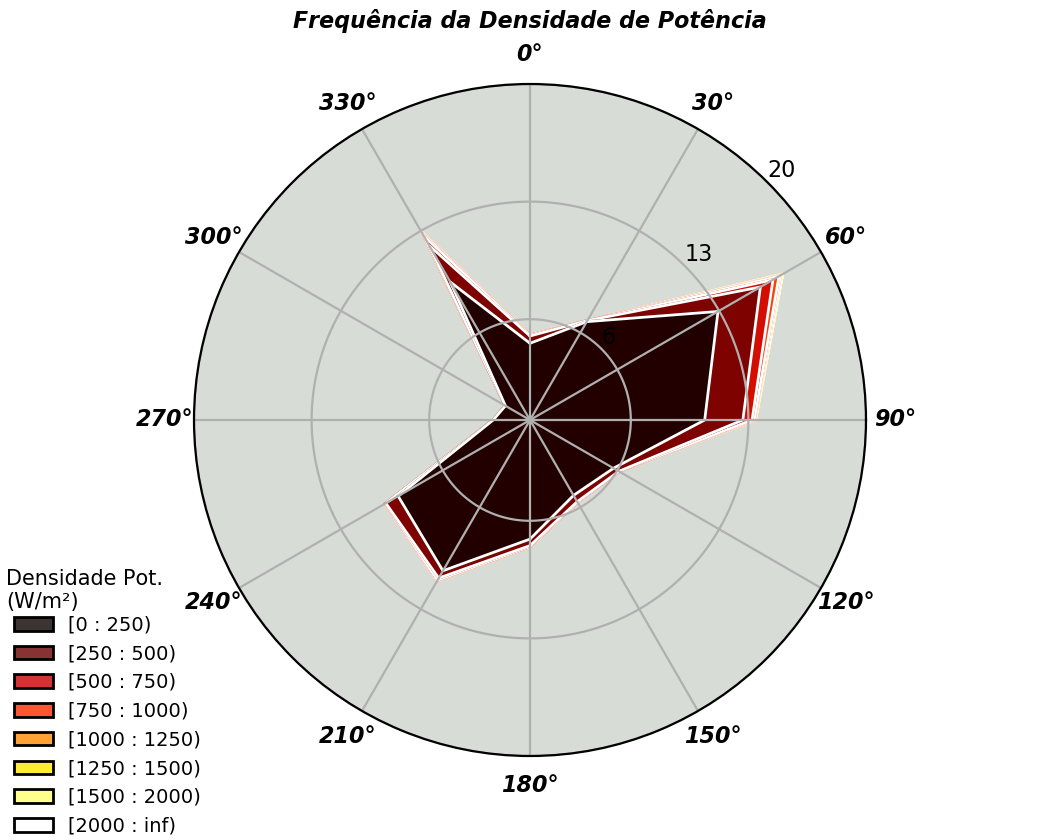 Frequência da Densidade de Potência
0°
330°
30°
20
300°
60°
13
6
270°
90°
240°
120°
210°
150°
180°
Densidade Pot.
(W/m²)
[0 : 250)
[250 : 500)
[500 : 750)
[750 : 1000)
[1000 : 1250)
[1250 : 1500)
[1500 : 2000)
[2000 : inf)